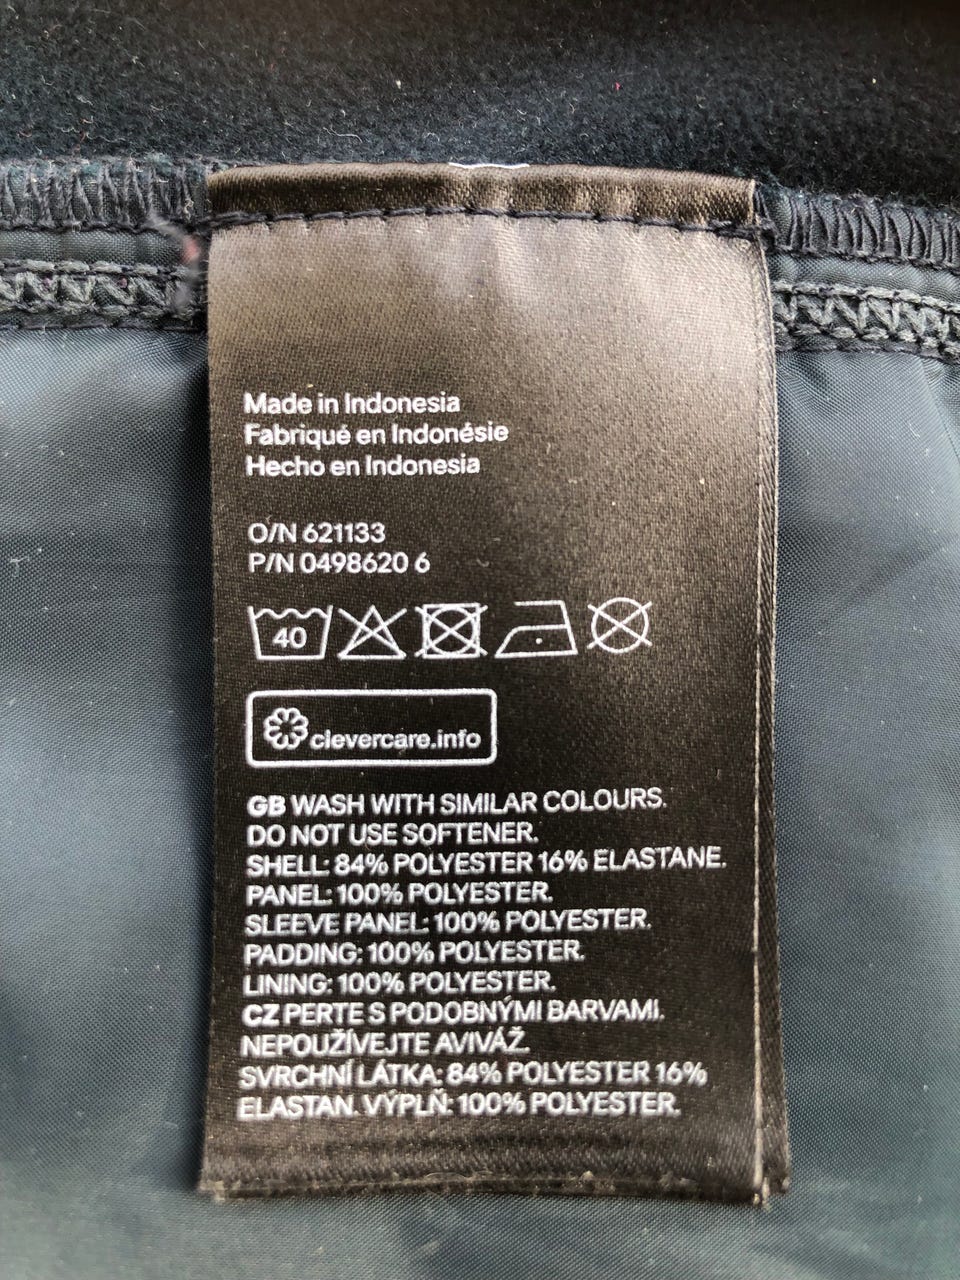 Made in Indonesia
Fabriqué en Indonésie
Hecho en Indonesia
O/N 621133
P/N 0498620 6
40
clevercare.info
GB WASH WITH SIMILAR COLOURS.
DO NOT USE SOFTENER.
SHELL: 84% POLYESTER 16% ELASTANE.
PANEL: 100% POLYESTER.
SLEEVE PANEL: 100% POLYESTER.
PADDING: 100% POLYESTER.
LINING: 100% POLYESTER.
CZ PERTE S PODOBNÝMI BARVAMI.
NEPOUŽÍVEJTE AVIVÁŽ.
SVRCHNÍ LÁTKA: 84% POLYESTER 16%
ELASTAN. VÝPLŇ: 100% POLYESTER.